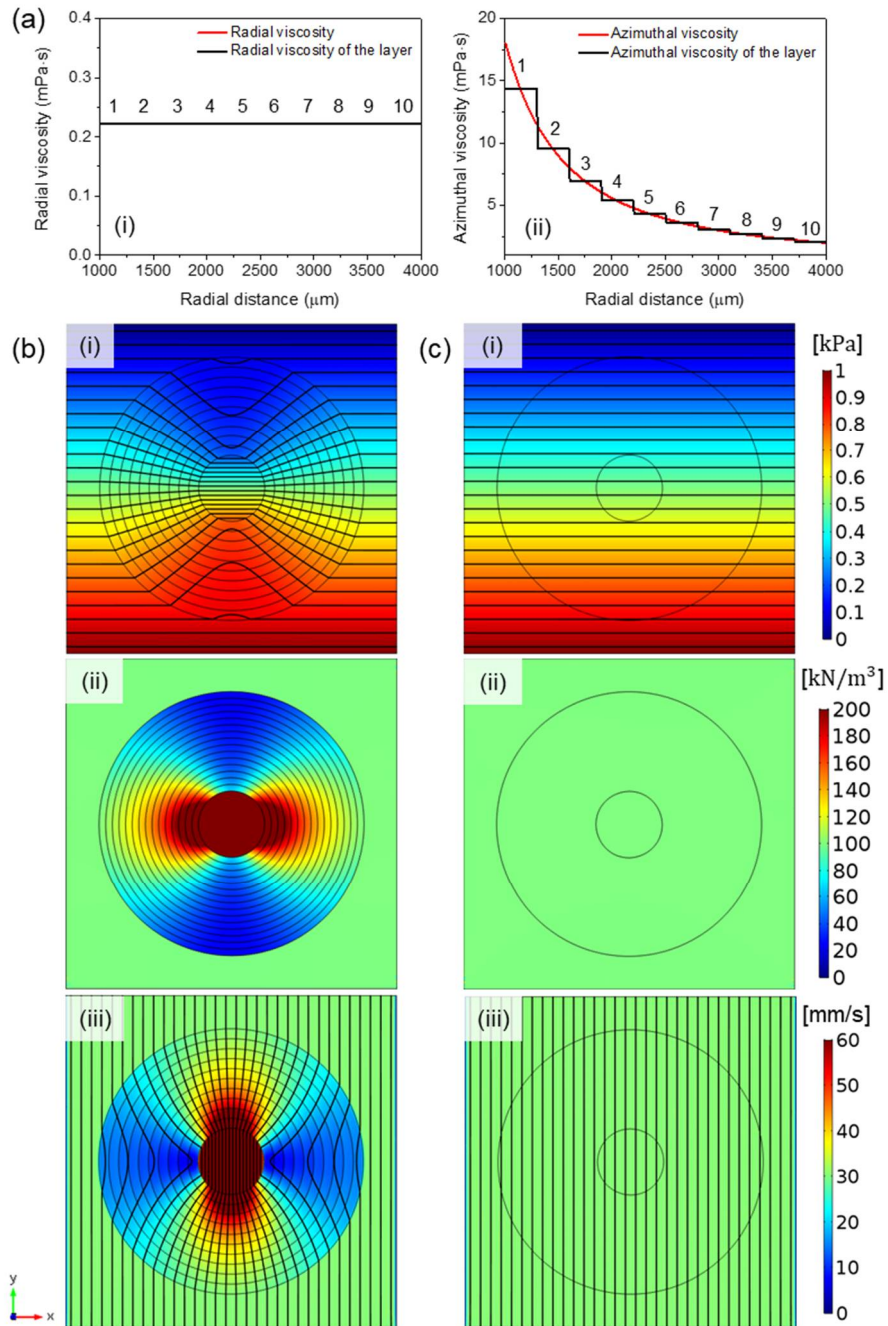 (a)
0.4
0.3
0.2
0.1
0.0
Radial viscosity (mPa·s)
Radial viscosity
Radial viscosity of the layer
1 2 3 4 5 6 7 8 9 10
(i)
1000 1500 2000 2500 3000 3500 4000
Radial distance (μm)
20
15
10
5
Azimuthal viscosity (mPa·s)
Azimuthal viscosity
Azimuthal viscosity of the layer
1
2
3
4
5
6
7
8
9
10
(ii)
1000 1500 2000 2500 3000 3500 4000
Radial distance (μm)
(b)
(i)
(c)
(i)
[kPa]
1
0.9
0.8
0.7
0.6
0.5
0.4
0.3
0.2
0.1
0
(ii)
(ii)
[kN/m³]
200
180
160
140
120
100
80
60
40
20
0
(iii)
(iii)
[mm/s]
60
50
40
30
20
10
0
y
x